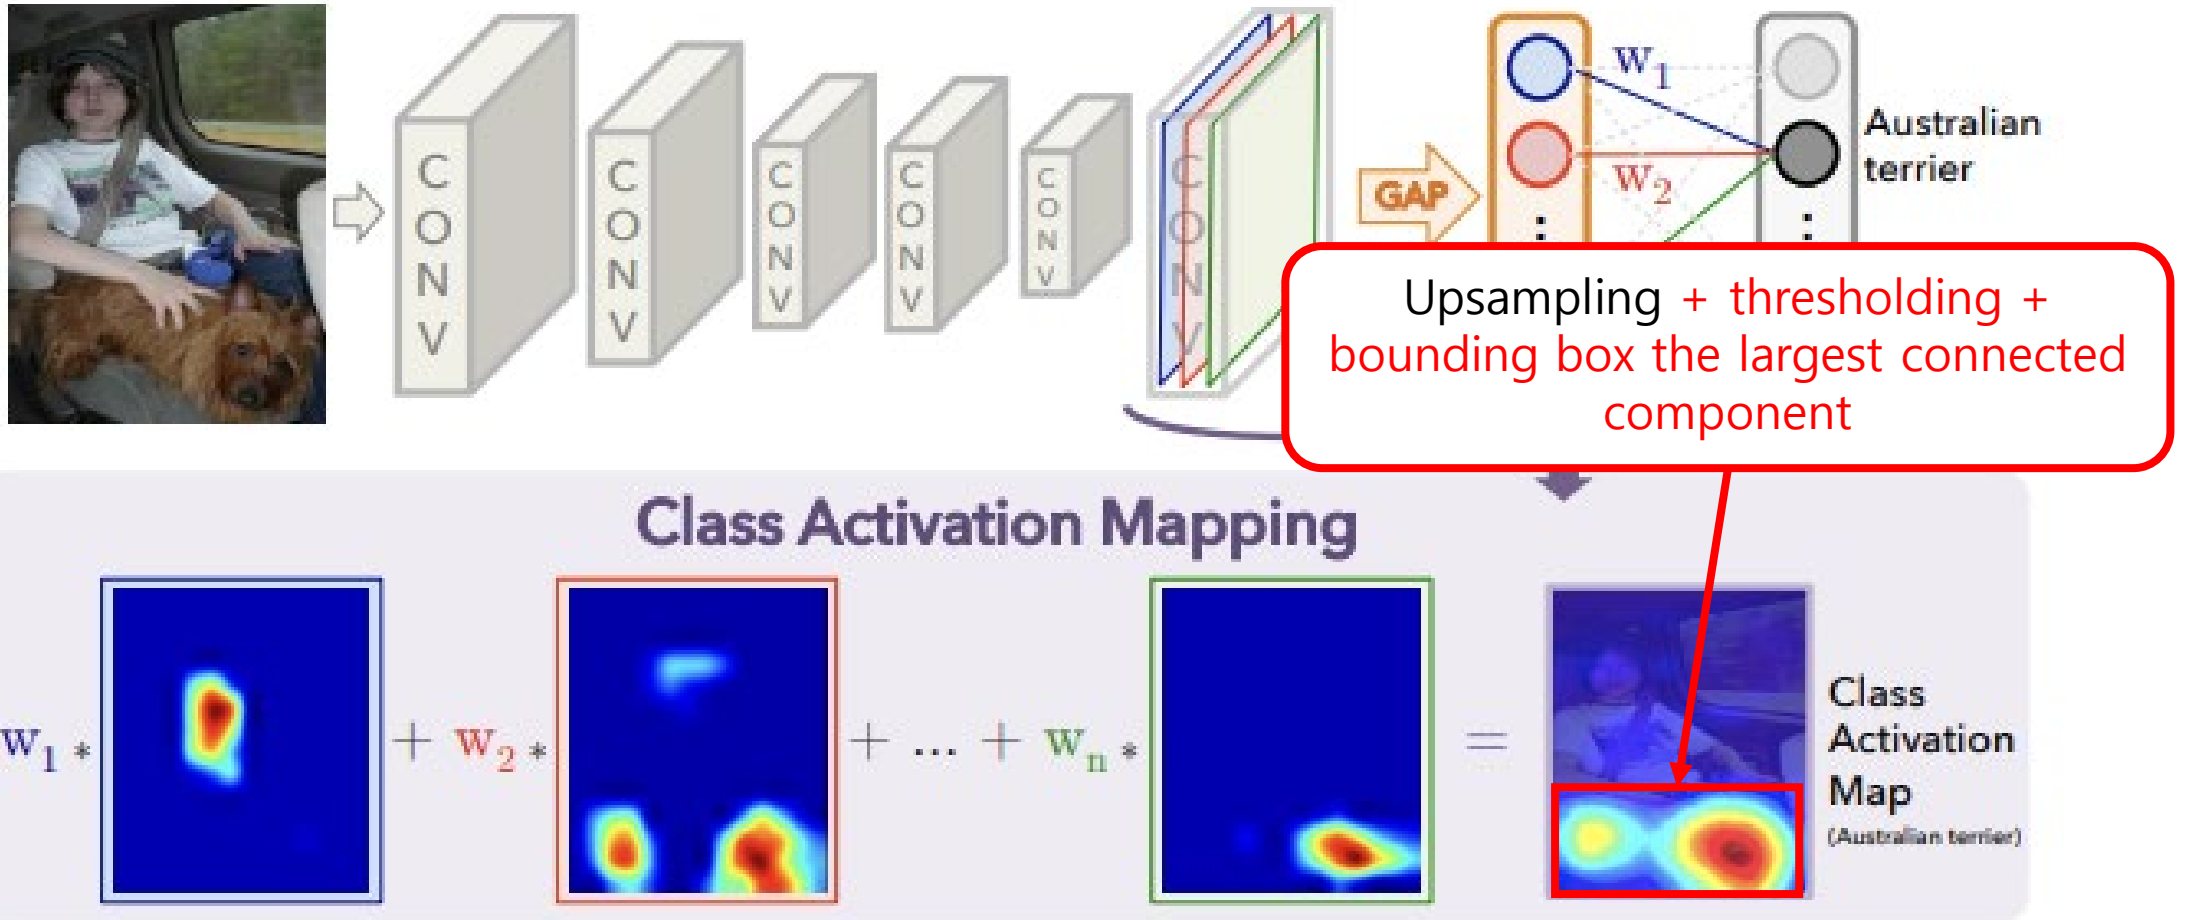 CONV
CONV
CONV
CONV
CONV
CONV
GAP
w1
w2
⋮
⋮
Australian
terrier
Upsampling + thresholding +
bounding box the largest connected
component
Class Activation Mapping
w1 * + w2 * + ... + wn * =
Class
Activation
Map
(Australian terrier)